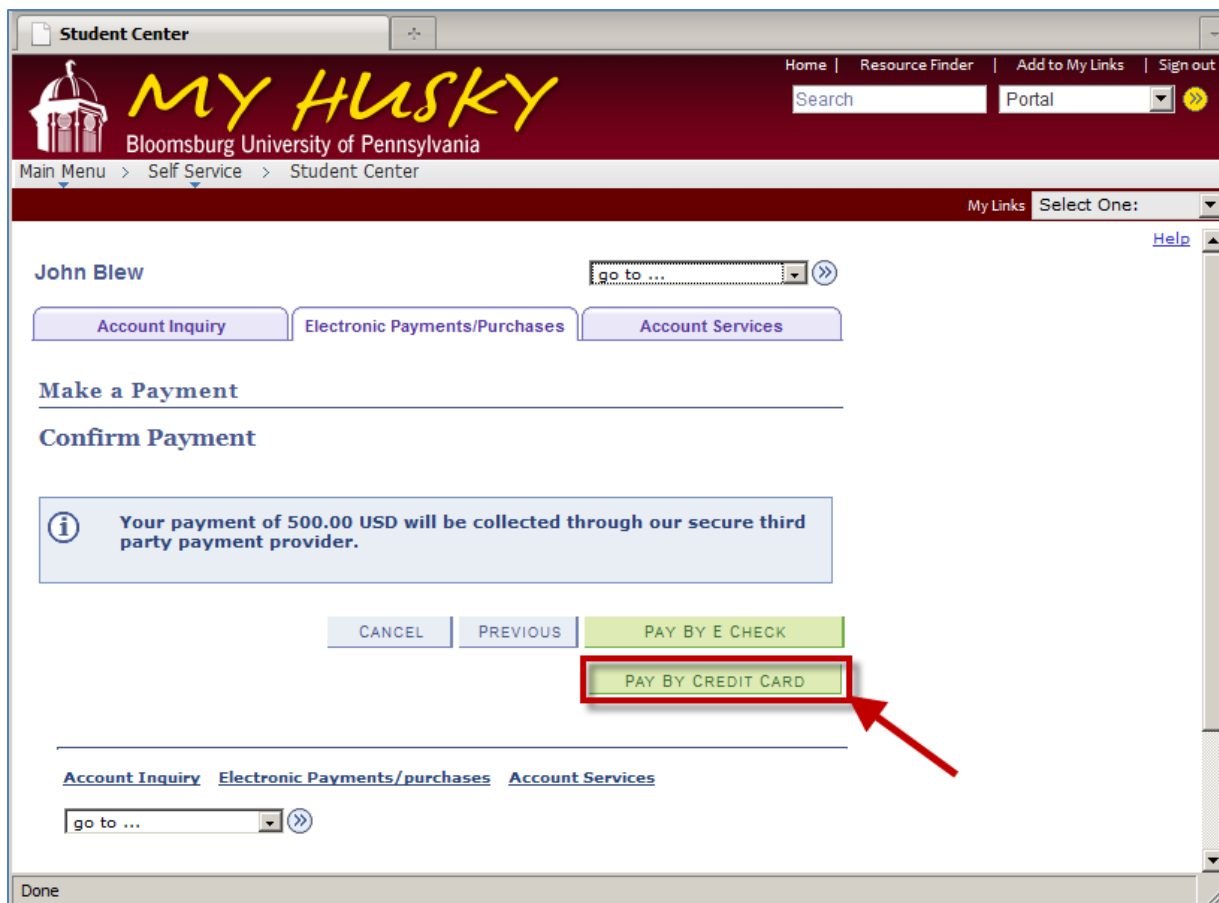 Student Center
Home | Resource Finder | Add to My Links | Sign out
MY HUSKY
Search
Portal
Bloomsburg University of Pennsylvania
Main Menu > Self Service > Student Center
My Links Select One:
Help
John Blew
go to ...
Account Inquiry Electronic Payments/Purchases Account Services
Make a Payment
Confirm Payment
Your payment of 500.00 USD will be collected through our secure third
party payment provider.
CANCEL PREVIOUS PAY BY E CHECK
PAY BY CREDIT CARD
Account Inquiry Electronic Payments/purchases Account Services
go to ...
Done